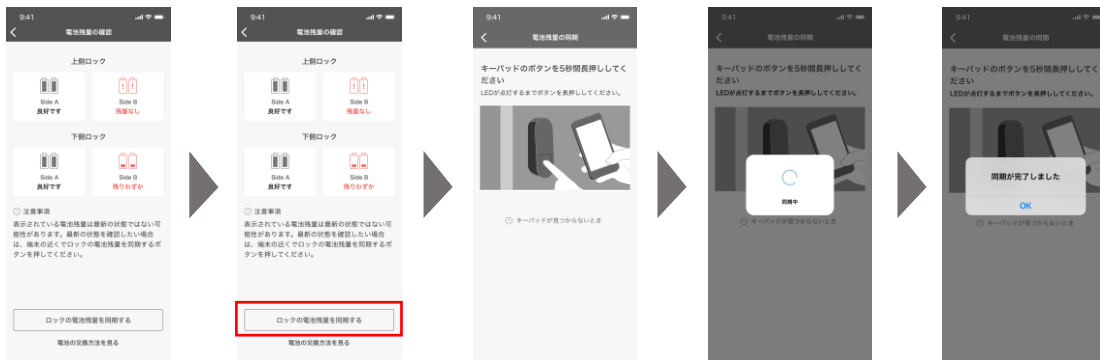 9:41
電池残量の確認
上側ロック
Side A
良好です
Side B
残量なし
下側ロック
Side A
良好です
Side B
残りわずか
注意事項
表示されている電池残量は最新の状態ではない可
能性があります。最新の状態を確認したい場合
は、端末の近くでロックの電池残量を同期するボ
タンを押してください。
ロックの電池残量を同期する
電池の交換方法を見る
9:41
電池残量の確認
上側ロック
Side A
良好です
Side B
残量なし
下側ロック
Side A
良好です
Side B
残りわずか
注意事項
表示されている電池残量は最新の状態ではない可
能性があります。最新の状態を確認したい場合
は、端末の近くでロックの電池残量を同期するボ
タンを押してください。
ロックの電池残量を同期する
電池の交換方法を見る
9:41
電池残量の同期
キーパッドのボタンを5秒間長押ししてく
ださい
LEDが点灯するまでボタンを長押ししてください。
キーパッドが見つからないとき
9:41
電池残量の同期
キーパッドのボタンを5秒間長押ししてく
ださい
LEDが点灯するまでボタンを長押ししてください。
同期中
キーパッドが見つからないとき
9:41
電池残量の同期
キーパッドのボタンを5秒間長押ししてく
ださい
LEDが点灯するまでボタンを長押ししてください。
同期が完了しました
OK
キーパッドが見つからないとき